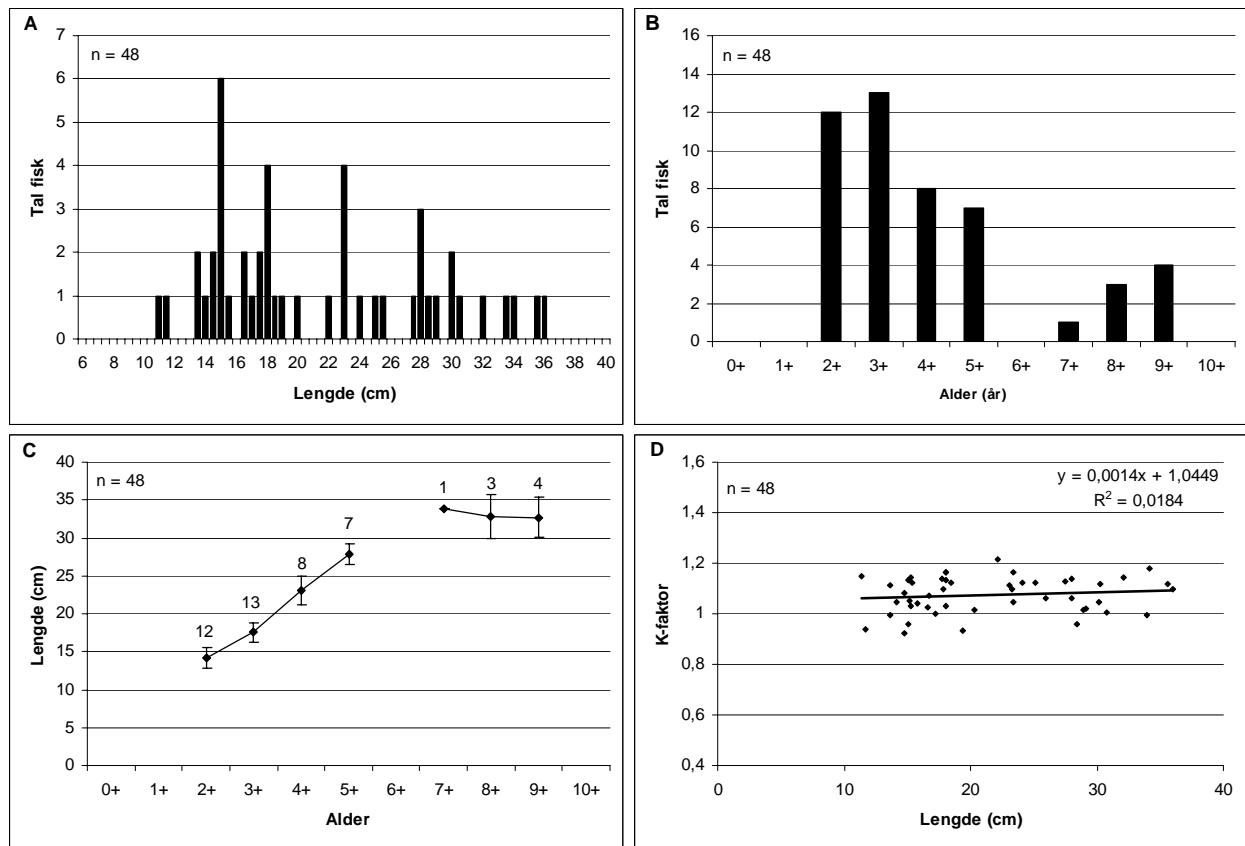 A
n = 48
7
6
5
4
3
2
1
0
Tal fisk
6 8 10 12 14 16 18 20 22 24 26 28 30 32 34 36 38 40
Lengde (cm)
B
n = 48
16
14
12
10
8
6
4
2
0
Tal fisk
0+ 1+ 2+ 3+ 4+ 5+ 6+ 7+ 8+ 9+ 10+
Alder (år)
C
n = 48
40
35
30
25
20
15
10
5
0
Lengde (cm)
12 13 8 7 1 3 4
0+ 1+ 2+ 3+ 4+ 5+ 6+ 7+ 8+ 9+ 10+
Alder
D
n = 48
y = 0,0014x + 1,0449
R² = 0,0184
1,6
1,4
1,2
1
0,8
0,6
0,4
K-faktor
0 10 20 30 40
Lengde (cm)